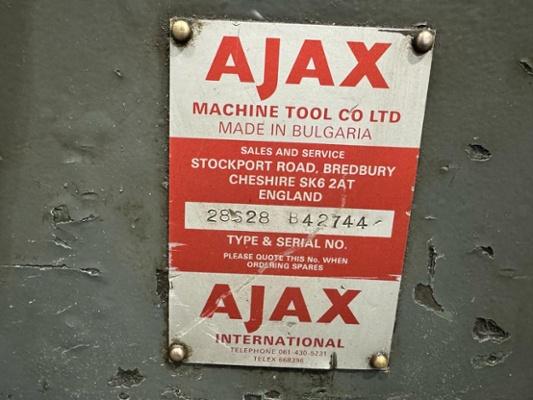 AJAX
MACHINE TOOL CO LTD
MADE IN BULGARIA
SALES AND SERVICE
STOCKPORT ROAD, BREDBURY
CHESHIRE SK6 2AT
ENGLAND
28S28 B42744
TYPE & SERIAL NO.
PLEASE QUOTE THIS No. WHEN
ORDERING SPARES
AJAX
INTERNATIONAL
TELEPHONE 061-430-5231
TELEX 668396